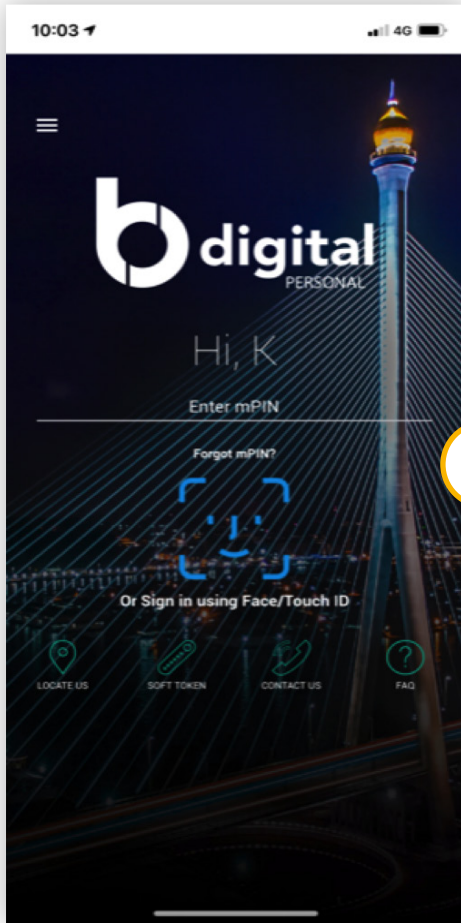 10:03
4G
b digital
PERSONAL
Hi, K
Enter mPIN
Forgot mPIN?
Or Sign in using Face/Touch ID
LOCATE US SOFT TOKEN CONTACT US FAQ